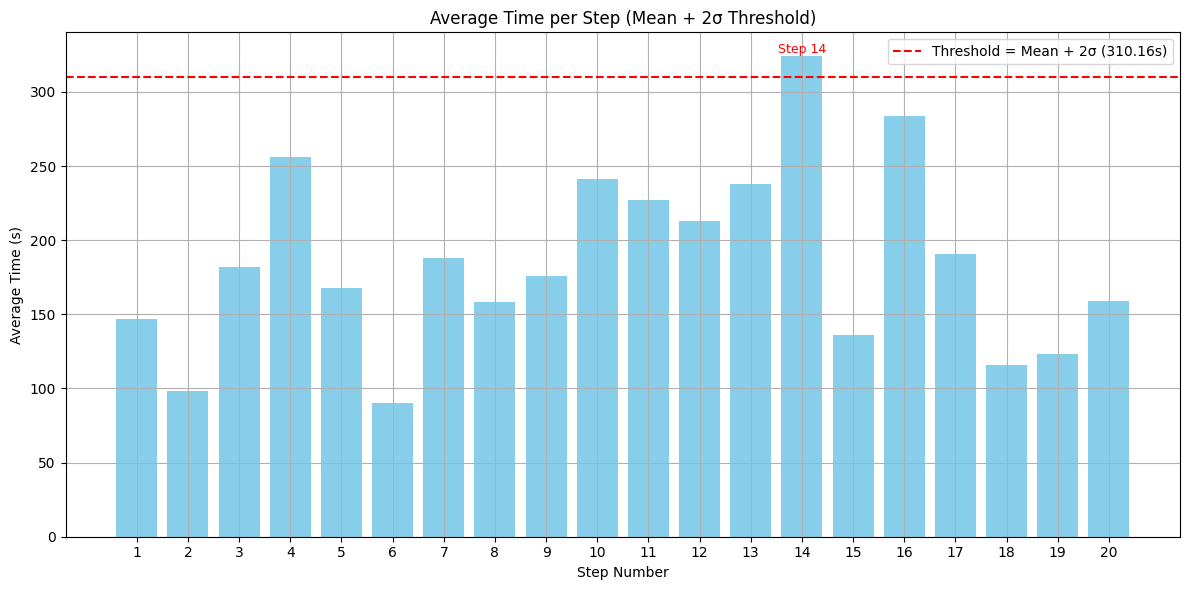 Average Time per Step (Mean + 2σ Threshold)
Step 14
Threshold = Mean + 2σ (310.16s)
300
250
200
150
100
50
0
Average Time (s)
1 2 3 4 5 6 7 8 9 10 11 12 13 14 15 16 17 18 19 20
Step Number